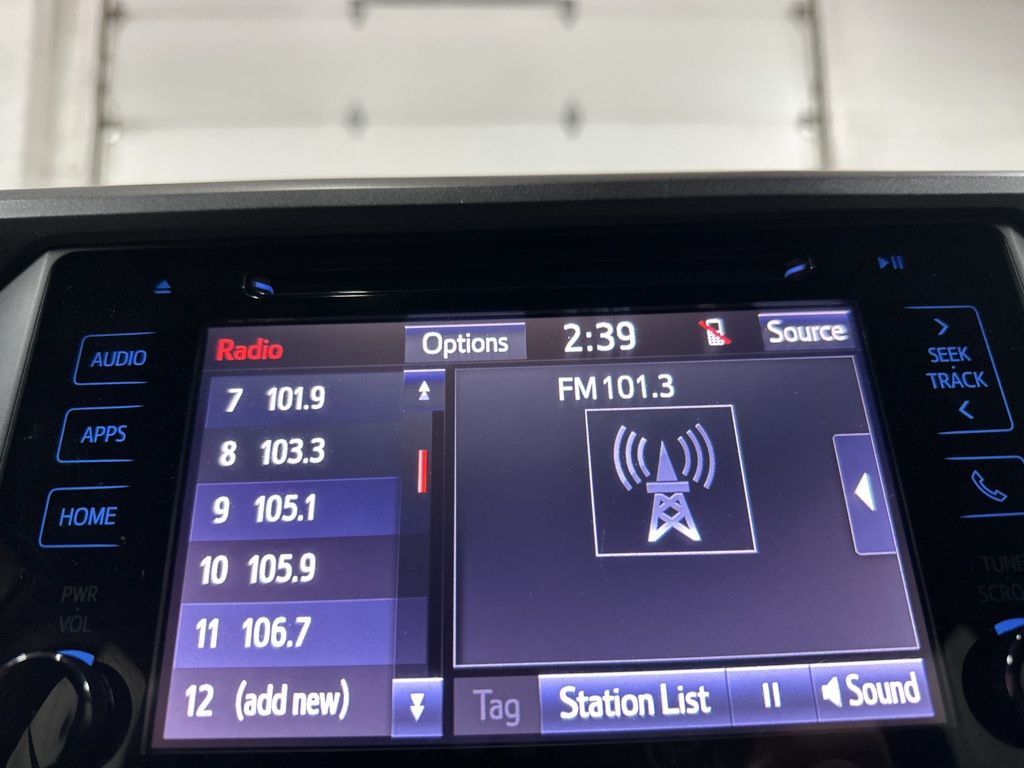 AUDIO
APPS
HOME
PWR
VOL
Radio
Options
2:39
Source
7 101.9
8 103.3
9 105.1
10 105.9
11 106.7
12 (add new)
FM 101.3
Tag
Station List
Sound
SEEK
TRACK
TUNE